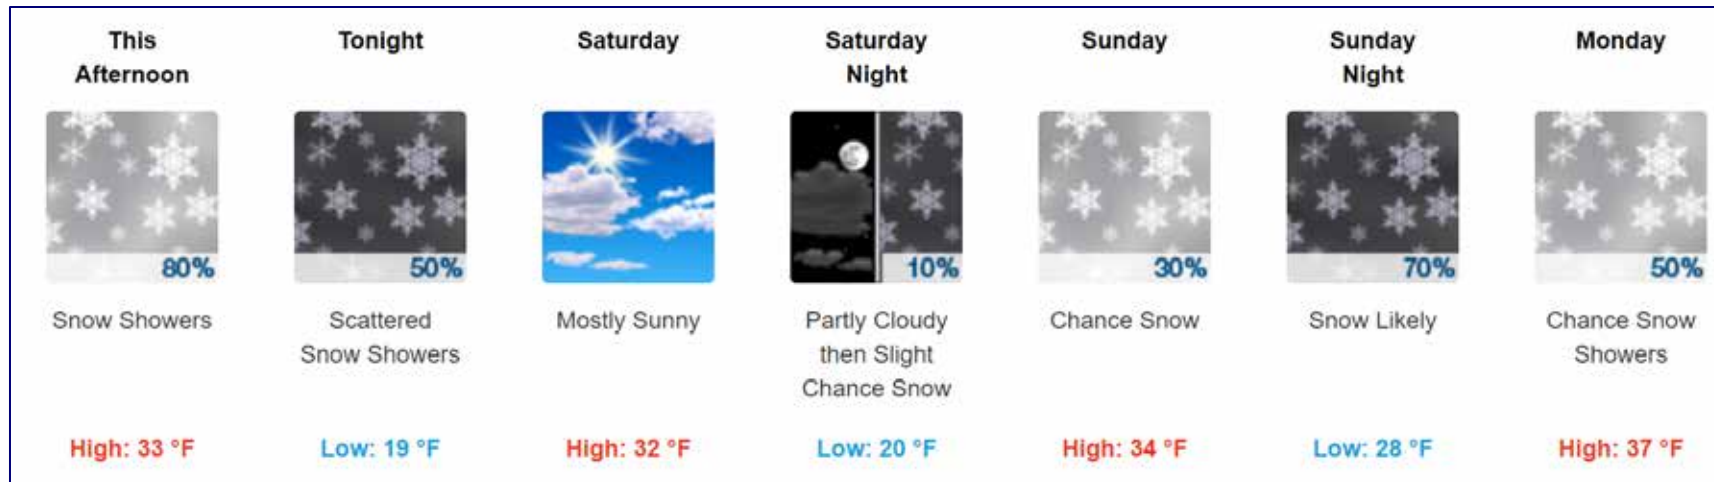 This
Afternoon
80%
Snow Showers
High: 33 °F
Tonight
50%
Scattered
Snow Showers
Low: 19 °F
Saturday
Mostly Sunny
High: 32 °F
Saturday
Night
10%
Partly Cloudy
then Slight
Chance Snow
Low: 20 °F
Sunday
30%
Chance Snow
High: 34 °F
Sunday
Night
70%
Snow Likely
Low: 28 °F
Monday
50%
Chance Snow
Showers
High: 37 °F